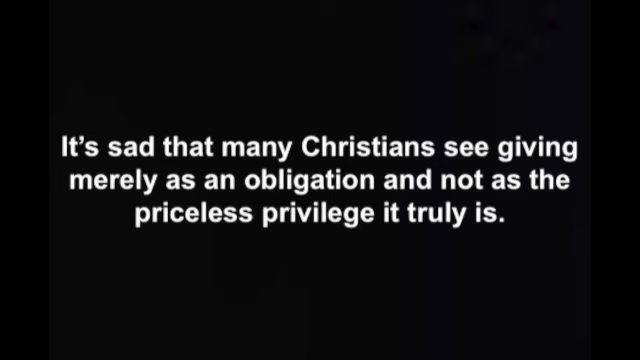 It’s sad that many Christians see giving
merely as an obligation and not as the
priceless privilege it truly is.